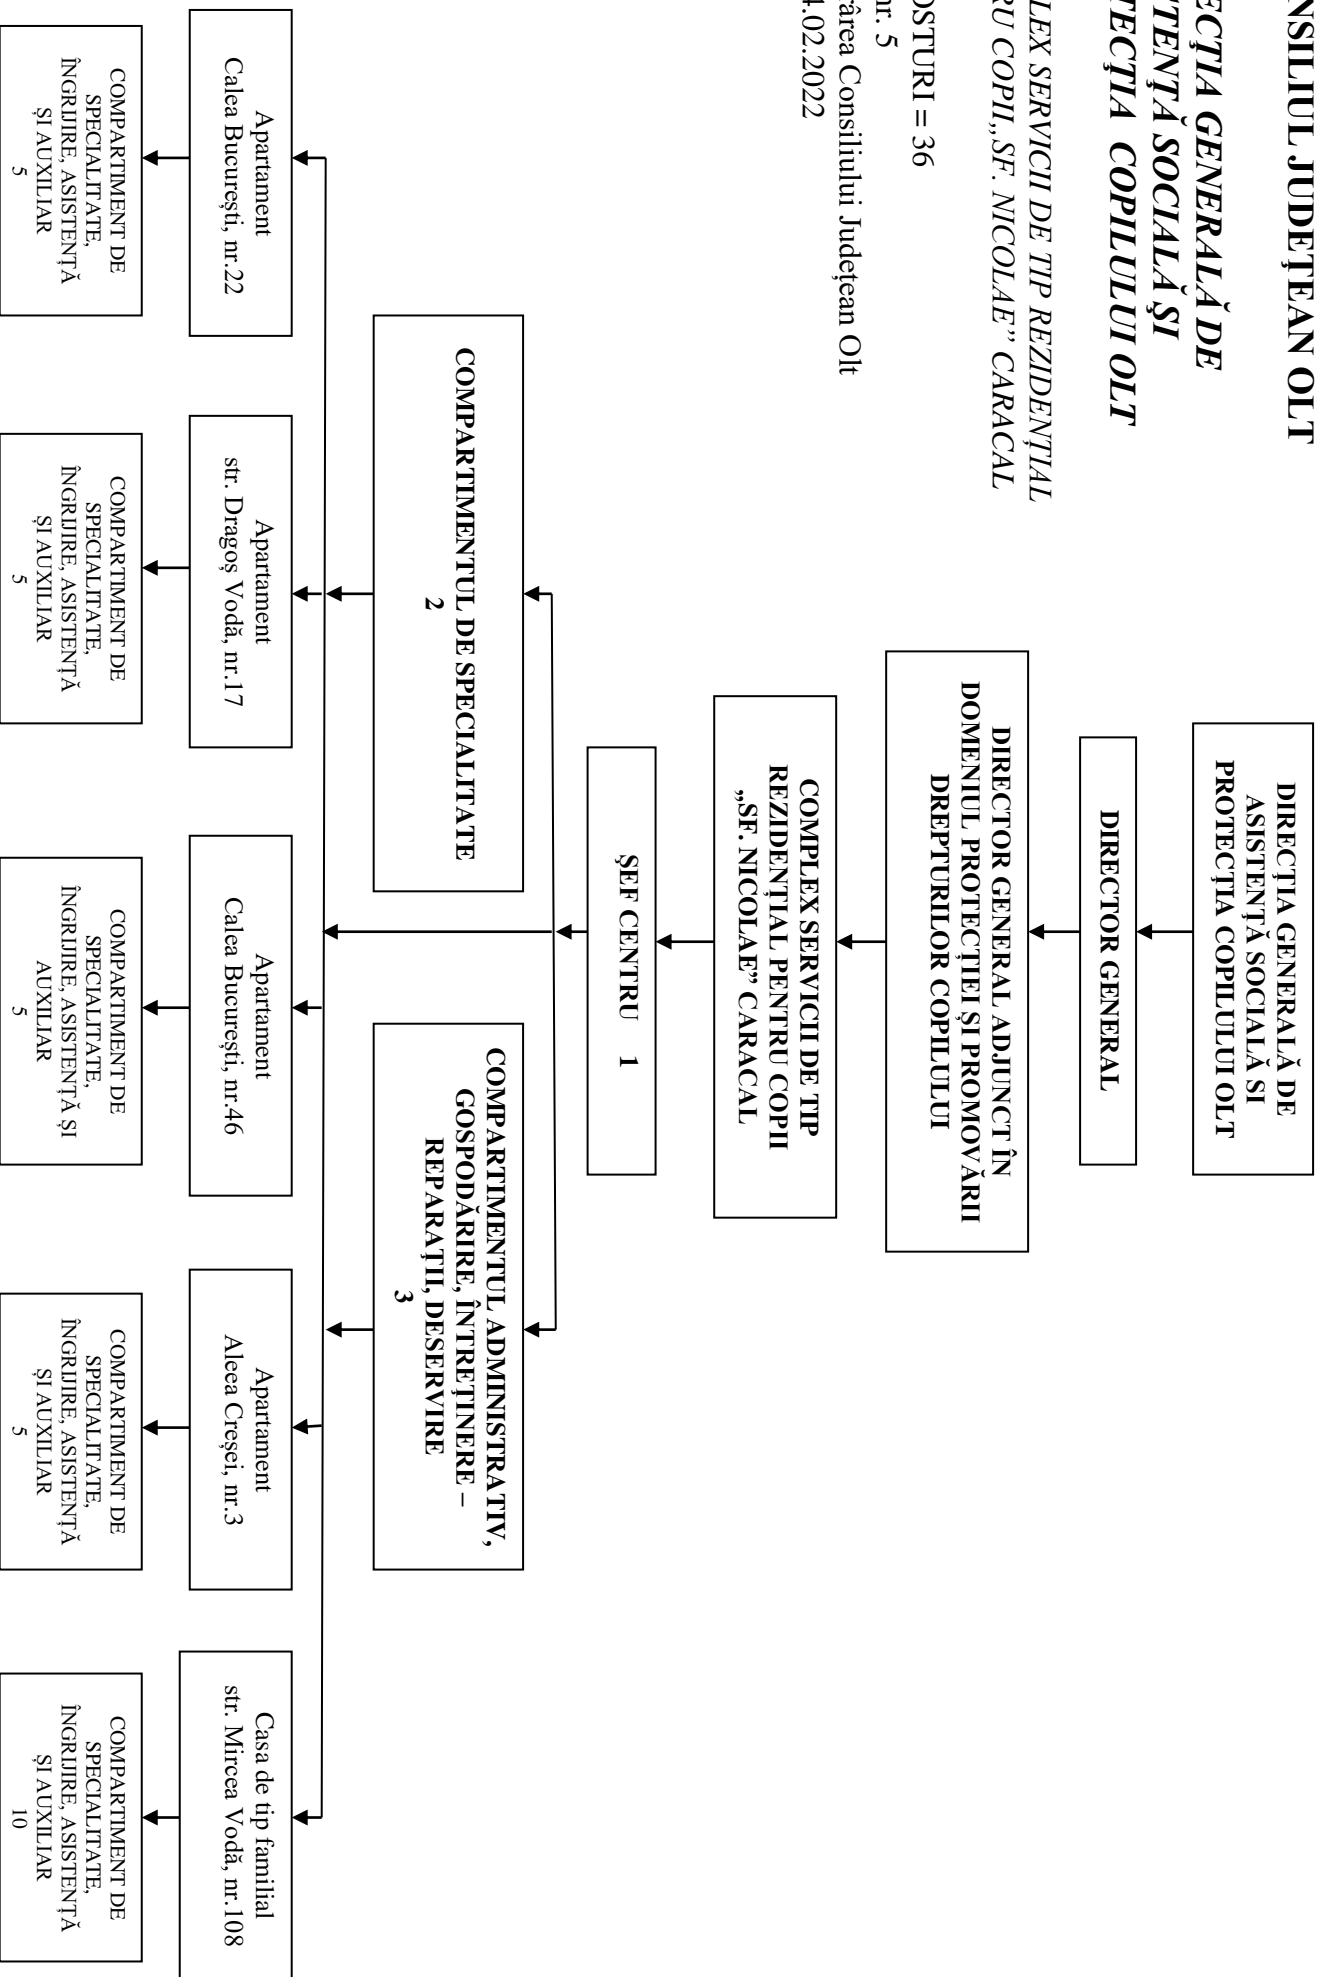 NSILIUL JUDEŢEAN OLT
ECŢIA GENERALĂ DE
TENŢĂ SOCIALĂ ŞI
TECŢIA COPILULUI OLT
LEX SERVICII DE TIP REZIDENȚIAL
RU COPII,,SF. NICOLAE” CARACAL
OSTURI = 36
nr. 5
rârea Consiliului Județean Olt
4.02.2022
DIRECȚIA GENERALĂ DE
ASISTENȚĂ SOCIALĂ SI
PROTECȚIA COPILULUI OLT
DIRECTOR GENERAL
DIRECTOR GENERAL ADJUNCT ÎN
DOMENIUL PROTECȚIEI ȘI PROMOVĂRII
DREPTURILOR COPILULUI
COMPLEX SERVICII DE TIP
REZIDENȚIAL PENTRU COPII
„SF. NICOLAE” CARACAL
ȘEF CENTRU 1
COMPARTIMENTUL DE SPECIALITATE
2
COMPARTIMENTUL ADMINISTRATIV,
GOSPODĂRIRE, ÎNTREȚINERE –
REPARAȚII, DESERVIRE
3
Apartament
Calea București, nr.22
Apartament
str. Dragoș Vodă, nr.17
Apartament
Calea București, nr.46
Apartament
Aleea Creșei, nr.3
Casa de tip familial
str. Mircea Vodă, nr.108
COMPARTIMENT DE
SPECIALITATE,
ÎNGRIJIRE, ASISTENȚĂ
ȘI AUXILIAR
5
COMPARTIMENT DE
SPECIALITATE,
ÎNGRIJIRE, ASISTENȚĂ
ȘI AUXILIAR
5
COMPARTIMENT DE
SPECIALITATE,
ÎNGRIJIRE, ASISTENȚĂ ȘI
AUXILIAR
5
COMPARTIMENT DE
SPECIALITATE,
ÎNGRIJIRE, ASISTENȚĂ
ȘI AUXILIAR
5
COMPARTIMENT DE
SPECIALITATE,
ÎNGRIJIRE, ASISTENȚĂ
ȘI AUXILIAR
10